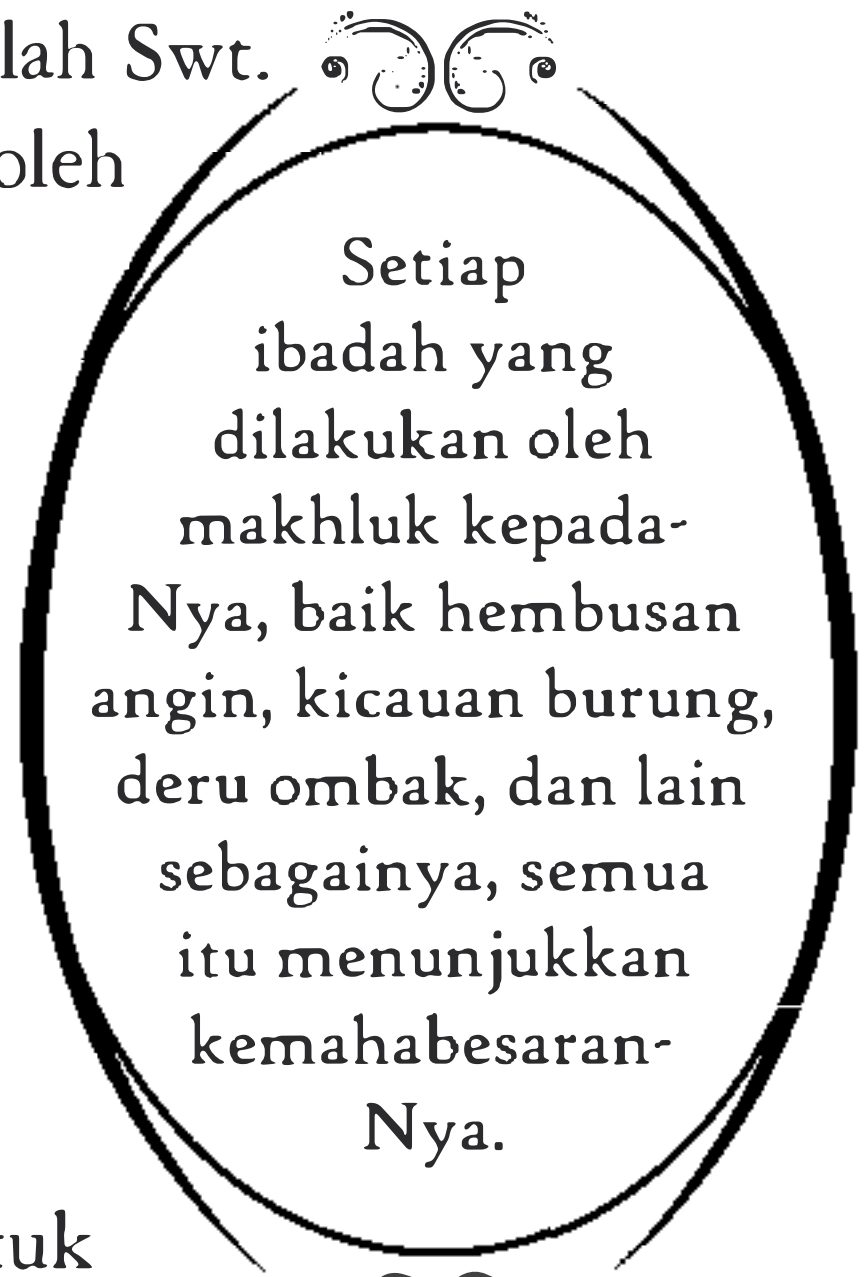 lah Swt.
oleh
Setiap
ibadah yang
dilakukan oleh
makhluk kepada-
Nya, baik hembusan
angin, kicauan burung,
deru ombak, dan lain
sebagainya, semua
itu menunjukkan
kemahabesaran-
Nya.
tuk